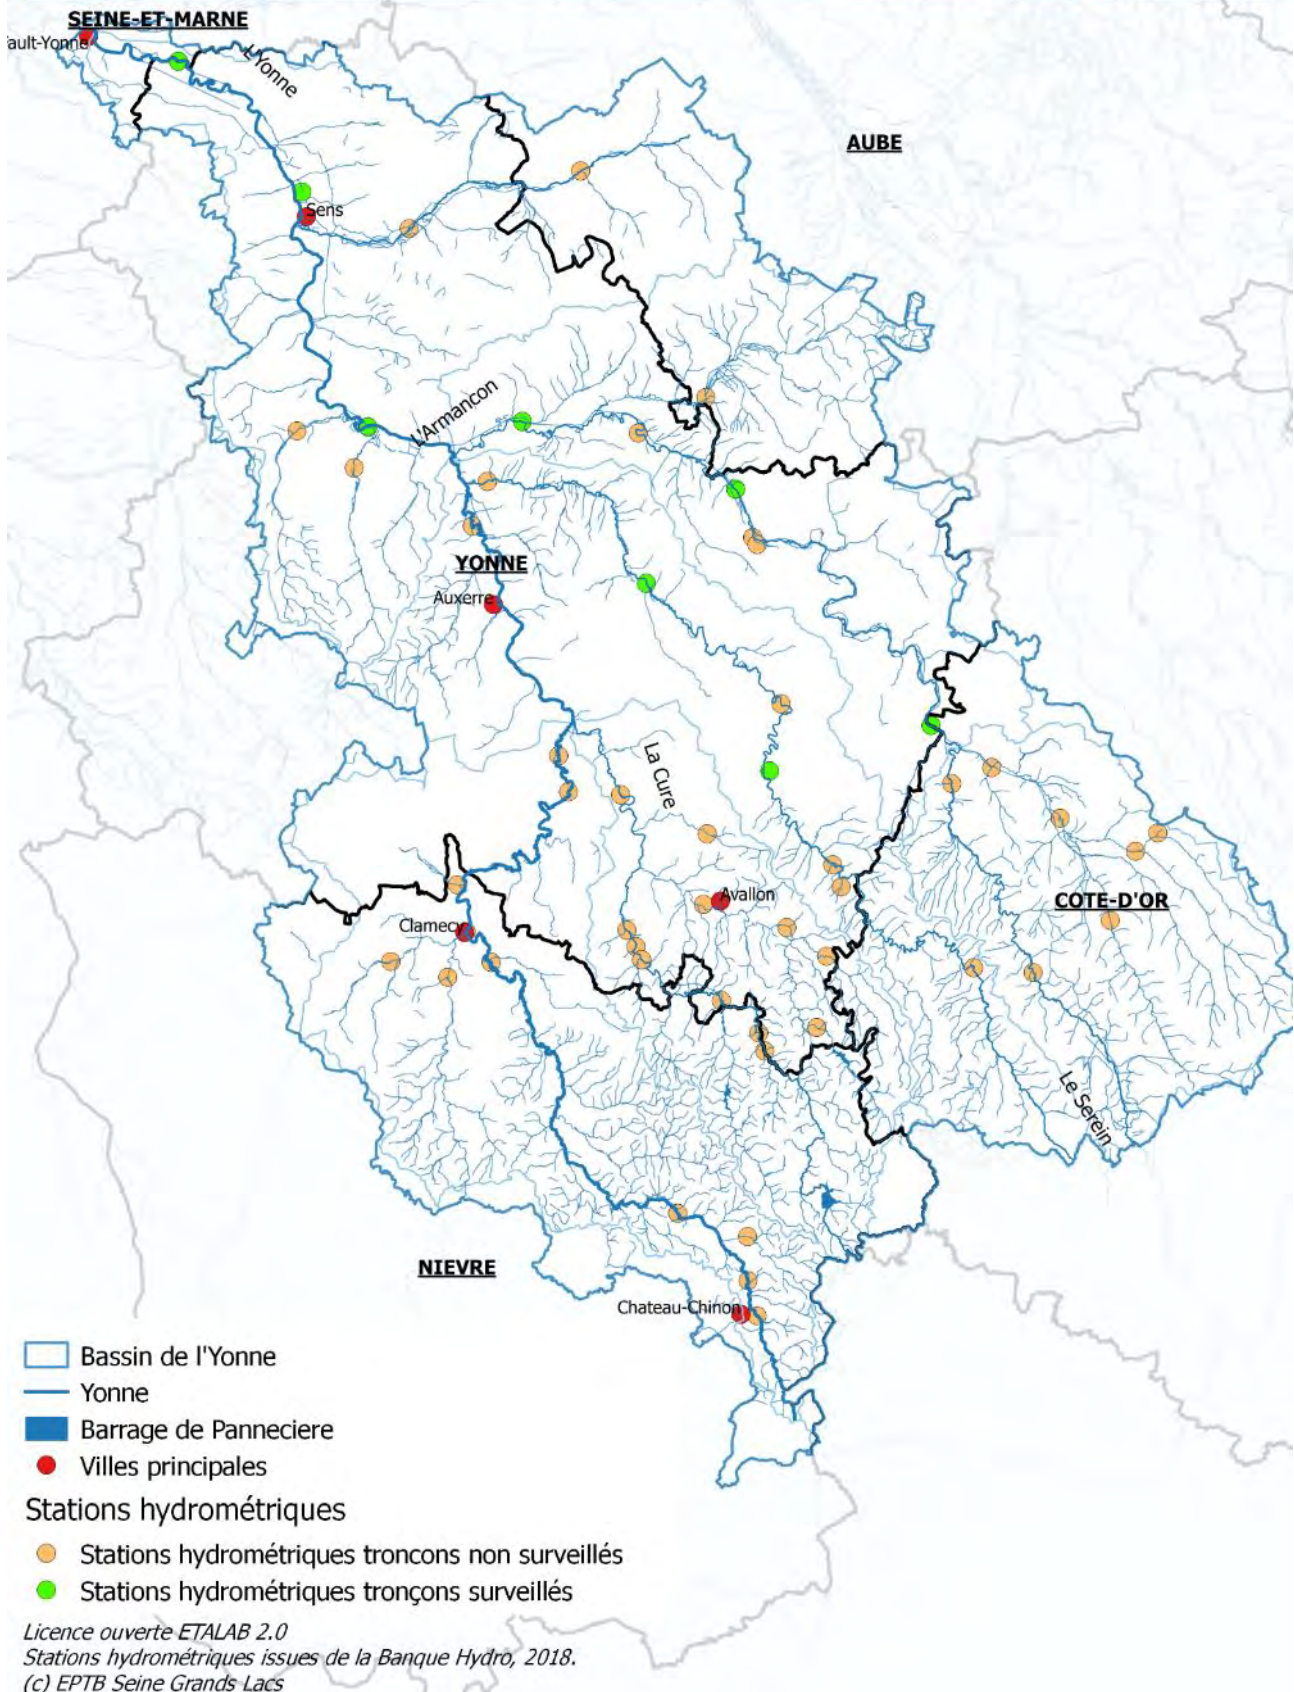 SEINE-ET-MARNE
ault-Yonne
L'Yonne
AUBE
Sens
L'Armancon
YONNE
Auxerre
La Cure
Avallon
COTE-D'OR
Clamecy
Le Serein
NIEVRE
Chateau-Chinon
Bassin de l'Yonne
Yonne
Barrage de Panneciere
Villes principales
Stations hydrométriques
Stations hydrométriques troncons non surveillés
Stations hydrométriques tronçons surveillés
Licence ouverte ETALAB 2.0
Stations hydrométriques issues de la Banque Hydro, 2018.
(c) EPTB Seine Grands Lacs